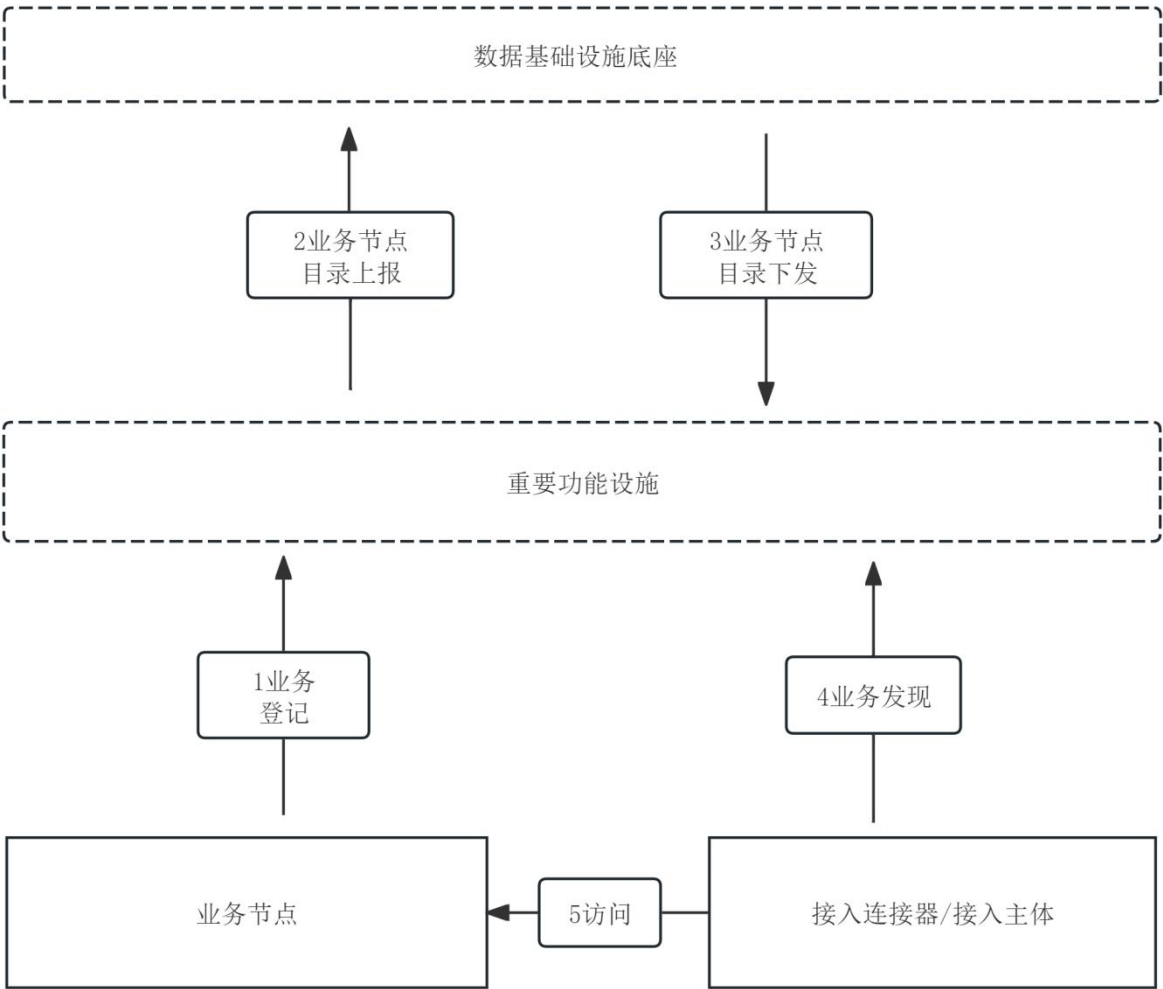 数据基础设施底座
2业务节点
目录上报
3业务节点
目录下发
重要功能设施
1业务
登记
4业务发现
业务节点
5访问
接入连接器/接入主体